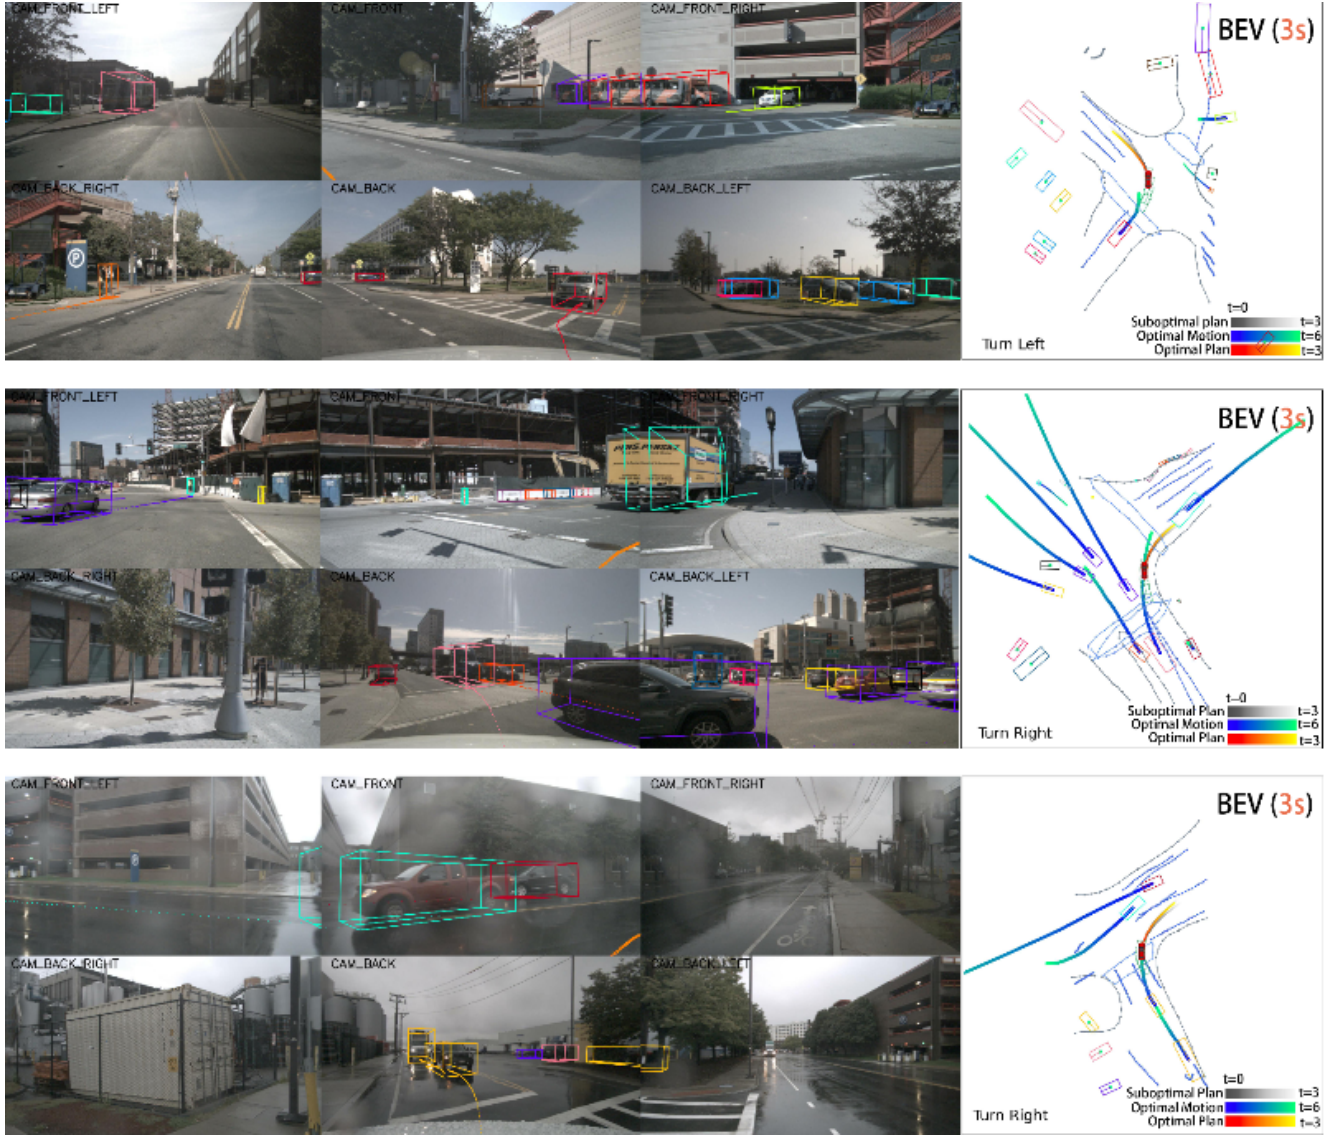 CAM_FRONT_LEFT
CAM_FRONT
CAM_FRONT_RIGHT
BEV (3s)
CAM_BACK_RIGHT
CAM_BACK
CAM_BACK_LEFT
P
t=0
Suboptimal plan t=3
Optimal Motion t=6
Optimal Plan t=3
Turn Left
CAM_FRONT_LEFT
CAM_FRONT
CAM_FRONT_RIGHT
BEV (3s)
CAM_BACK_RIGHT
CAM_BACK
CAM_BACK_LEFT
t=0
Suboptimal Plan t=3
Optimal Motion t=6
Optimal Plan t=3
Turn Right
CAM_FRONT_LEFT
CAM_FRONT
CAM_FRONT_RIGHT
BEV (3s)
CAM_BACK_RIGHT
CAM_BACK
CAM_BACK_LEFT
t=0
Suboptimal Plan t=3
Optimal Motion t=6
Optimal Plan t=3
Turn Right